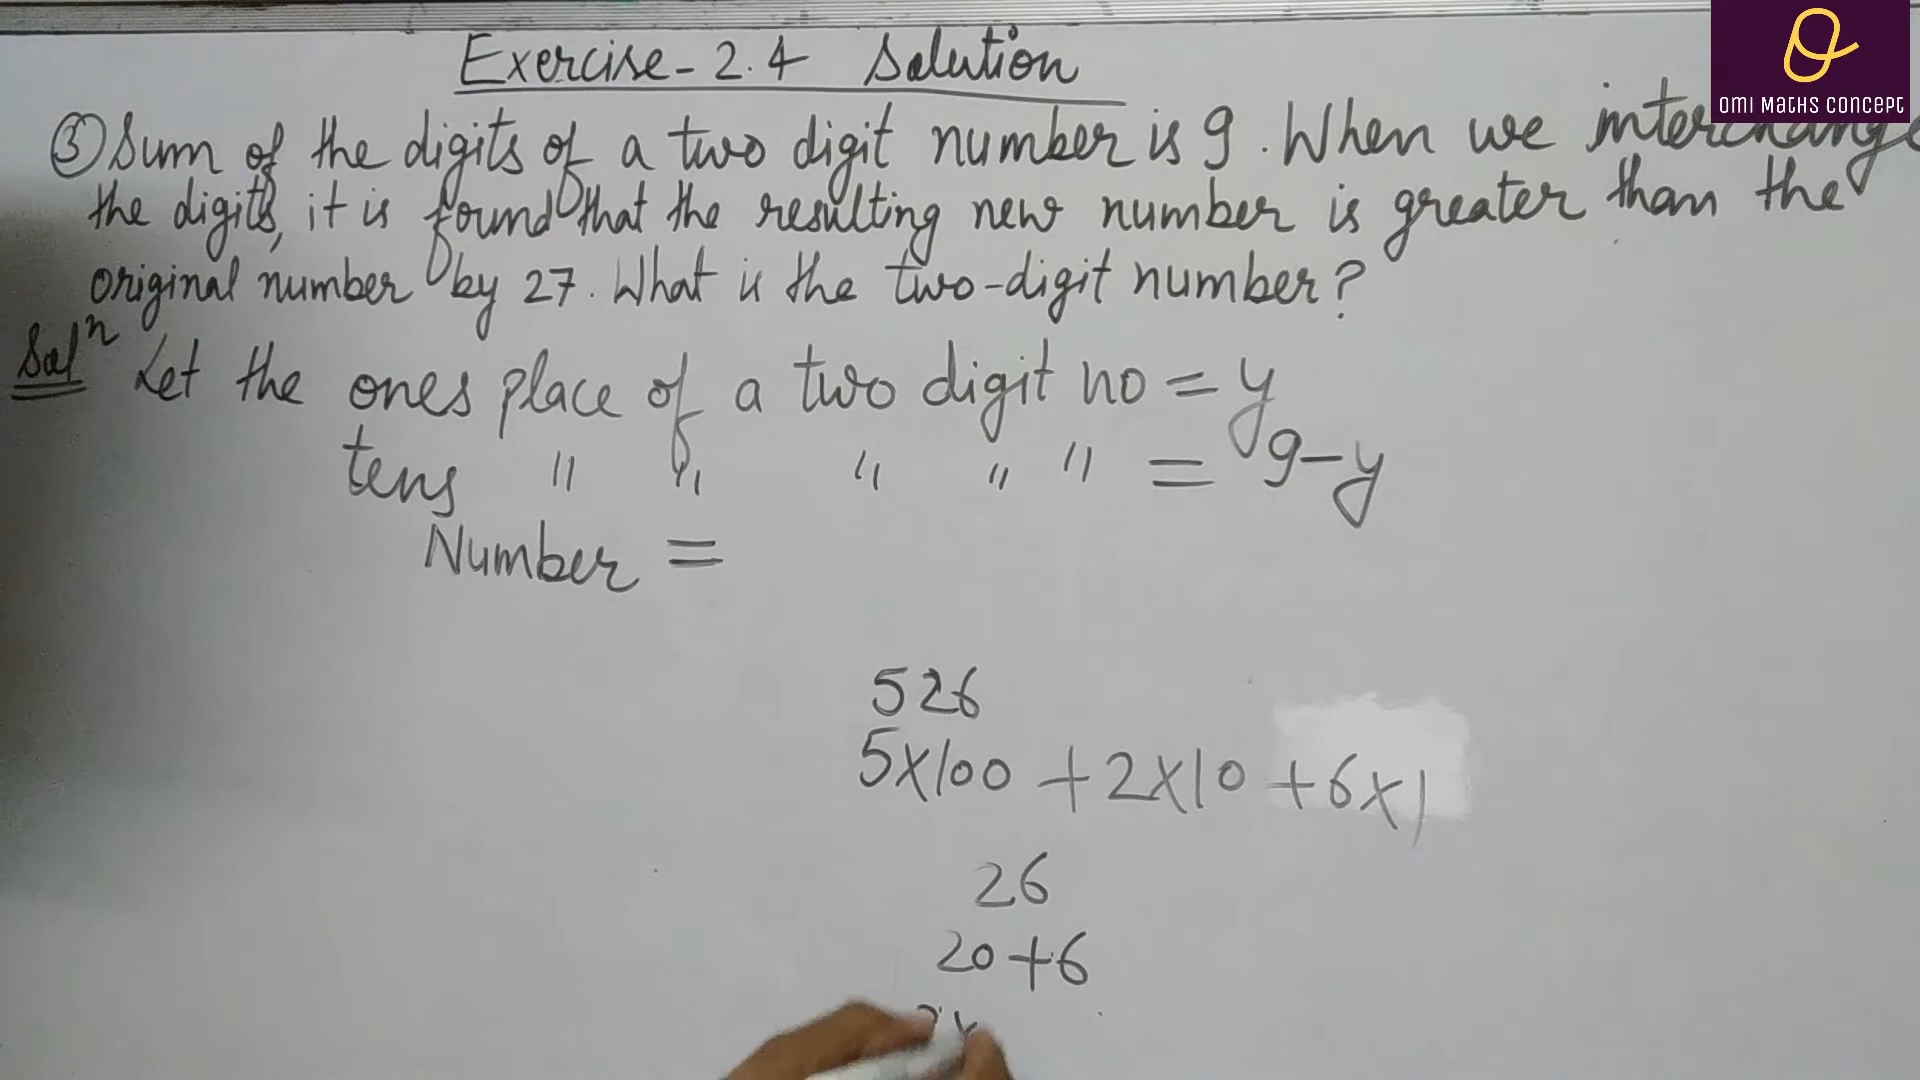 Exercise-2.4 Solution
OMI MATHS CONCEPT
③ Sum of the digits of a two digit number is 9. When we interchange
the digits, it is found that the resulting new number is greater than the
original number by 27. What is the two-digit number?
Solⁿ Let the ones place of a two digit no = y
tens " " " " " = 9-y
Number =
526
5×100 + 2×10 + 6×1
26
20+6
2×